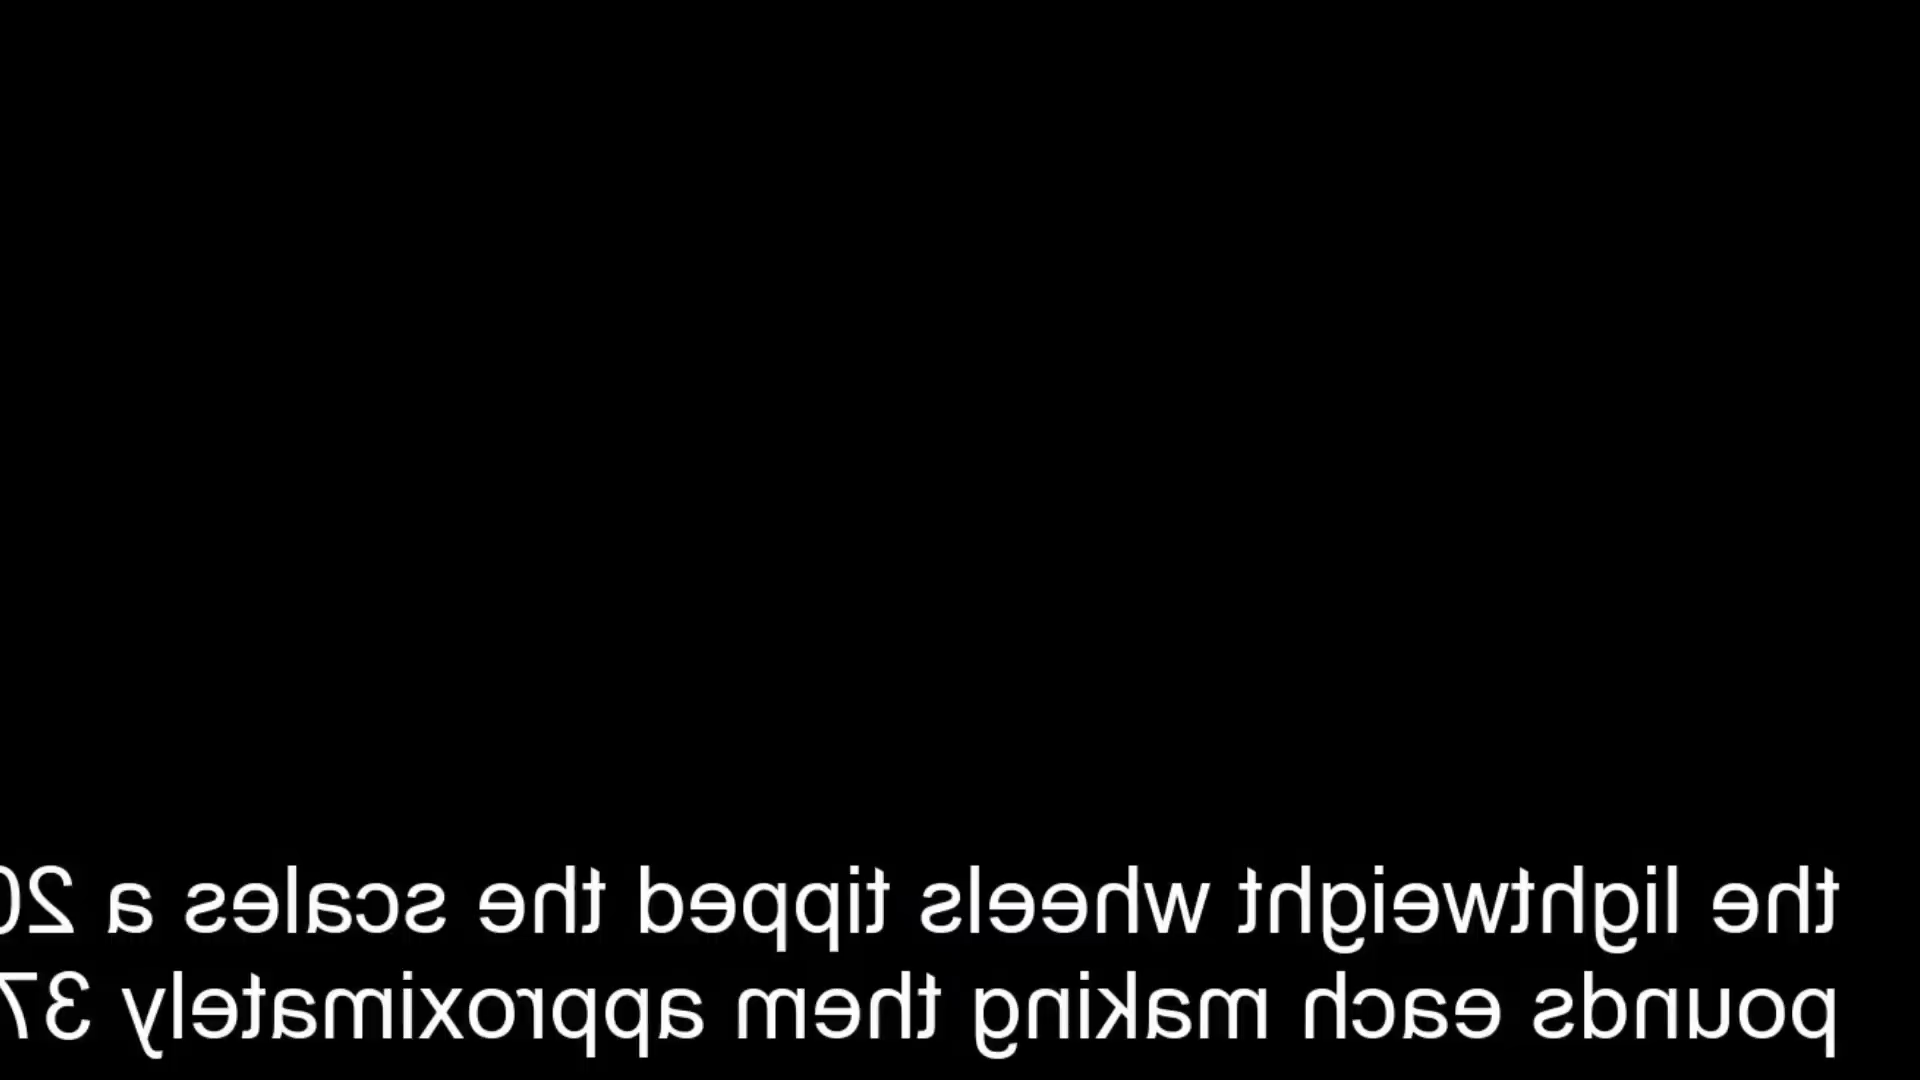 the lightweight wheels tipped the scales a 20
pounds each making them approximately 37